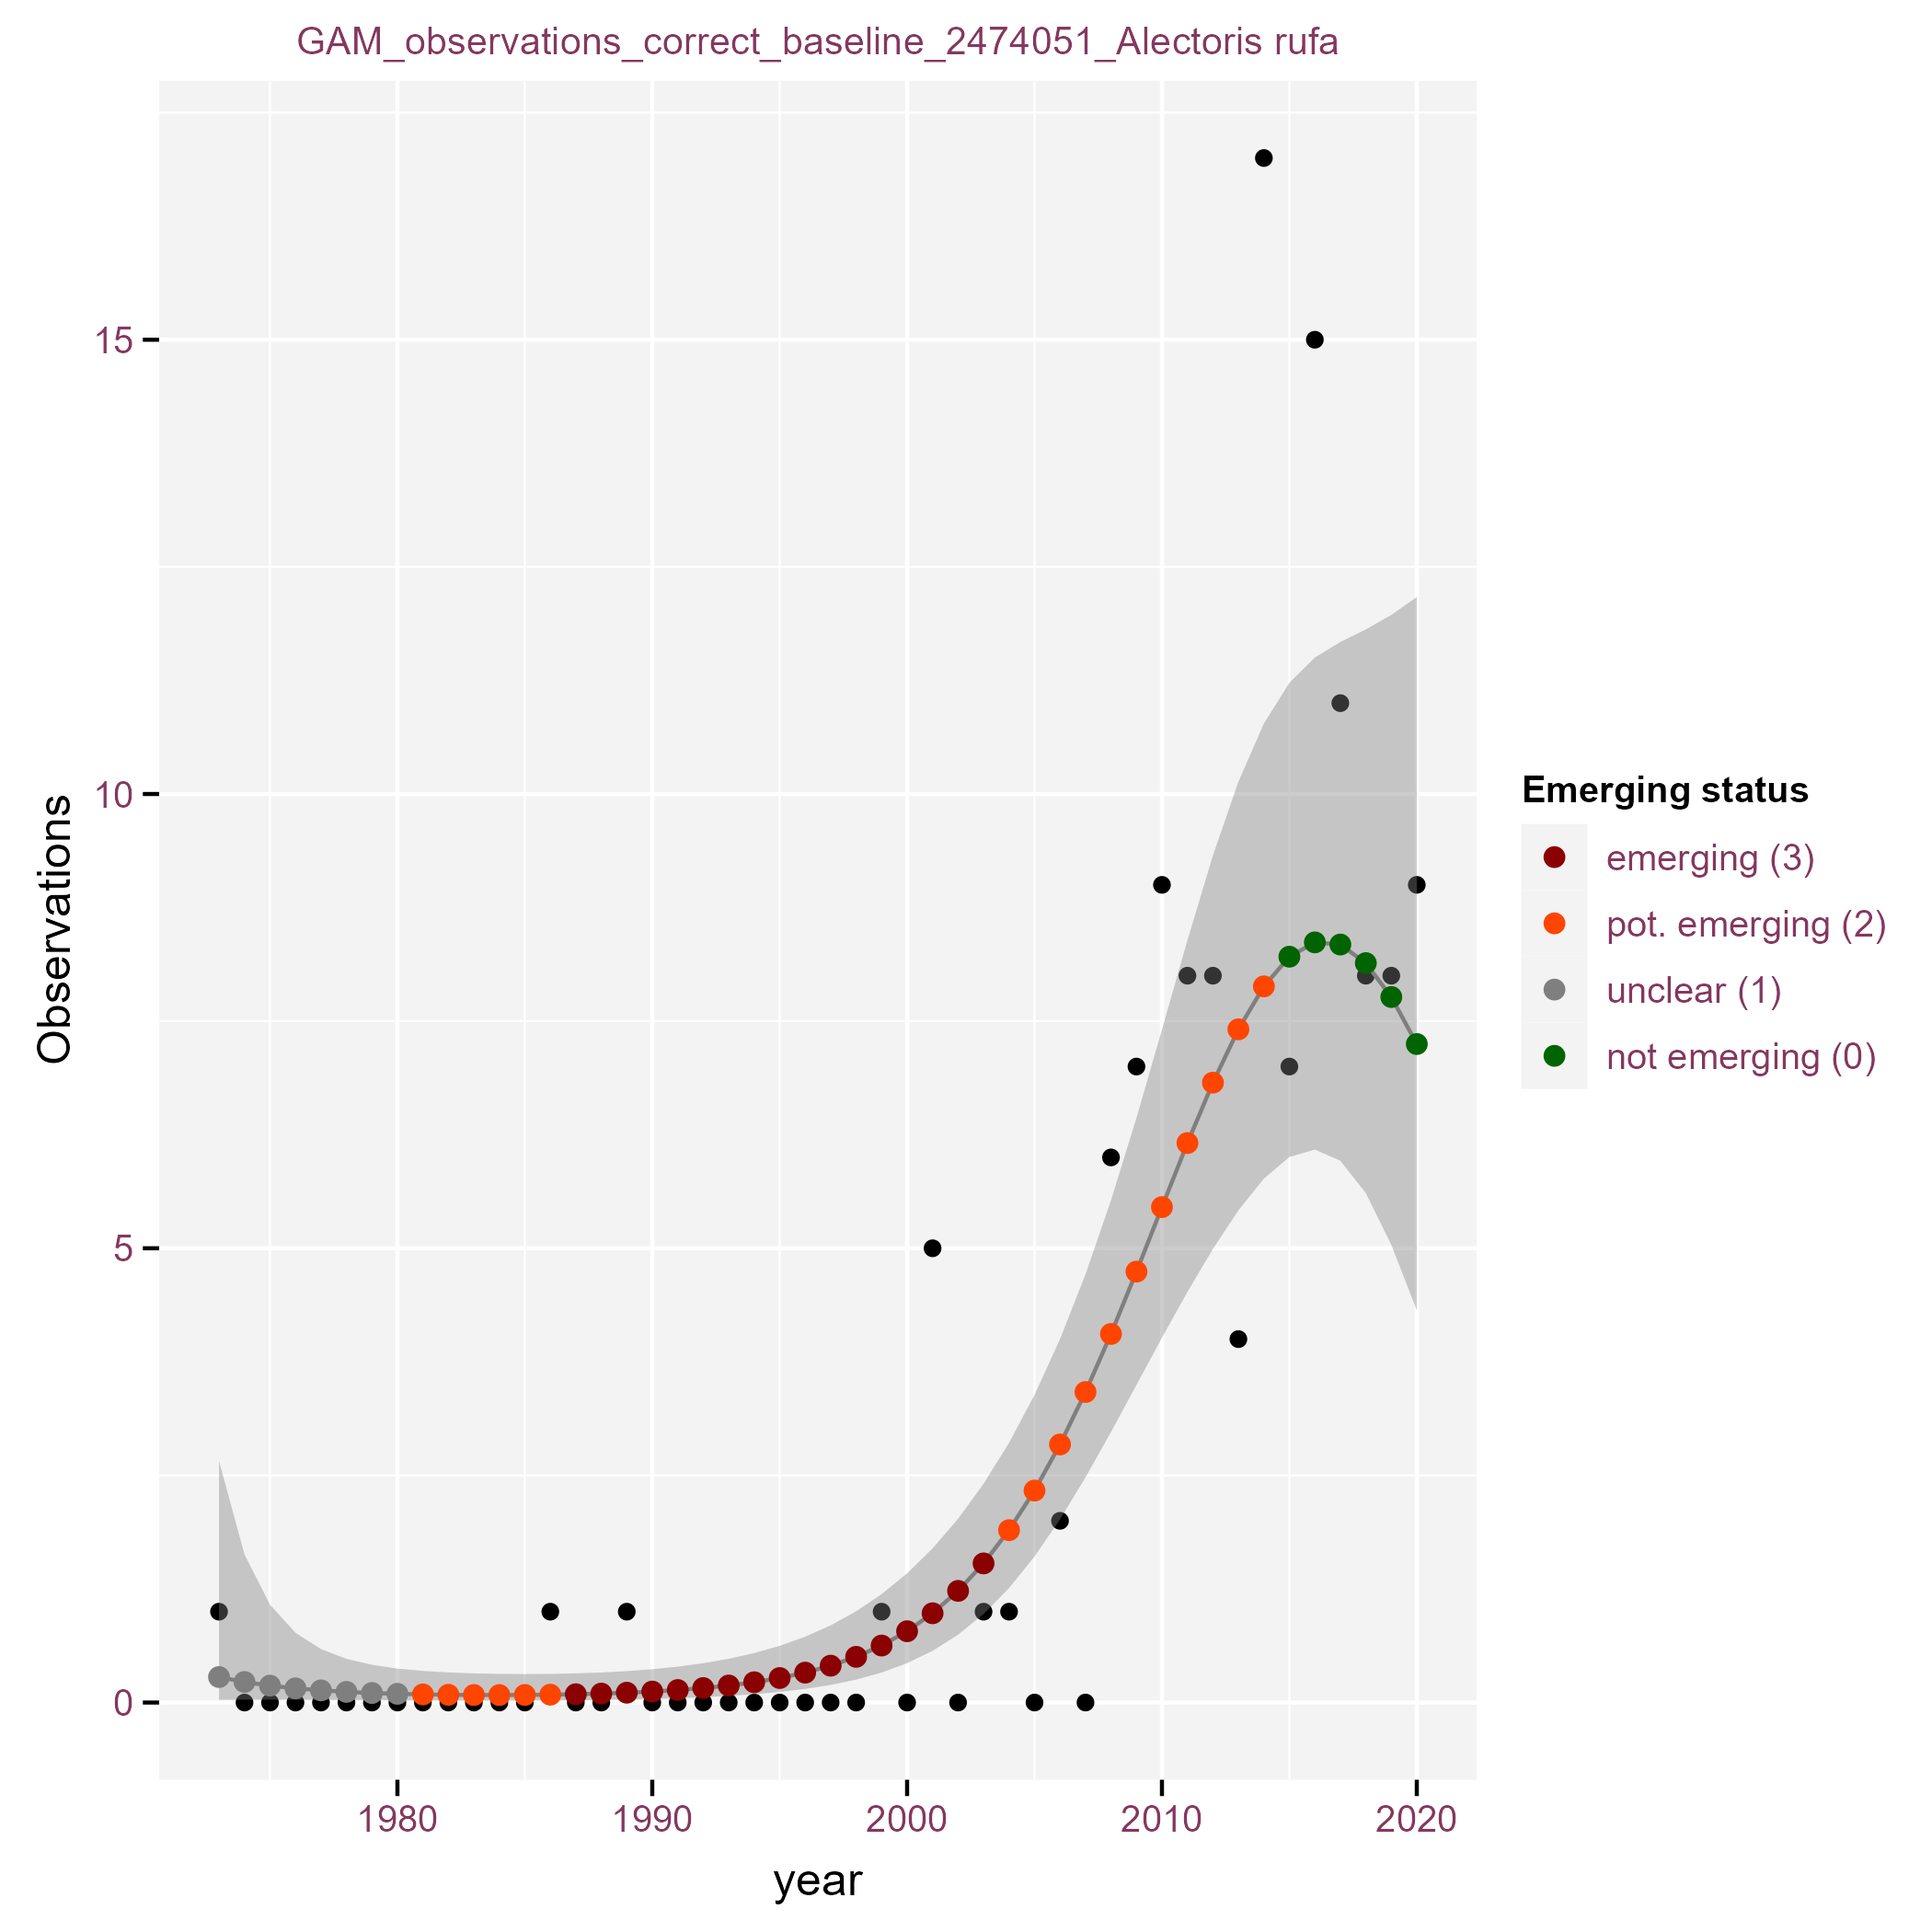 GAM_observations_correct_baseline_2474051_Alectoris rufa
15
10
5
0
Observations
1980 1990 2000 2010 2020
year
Emerging status
emerging (3)
pot. emerging (2)
unclear (1)
not emerging (0)